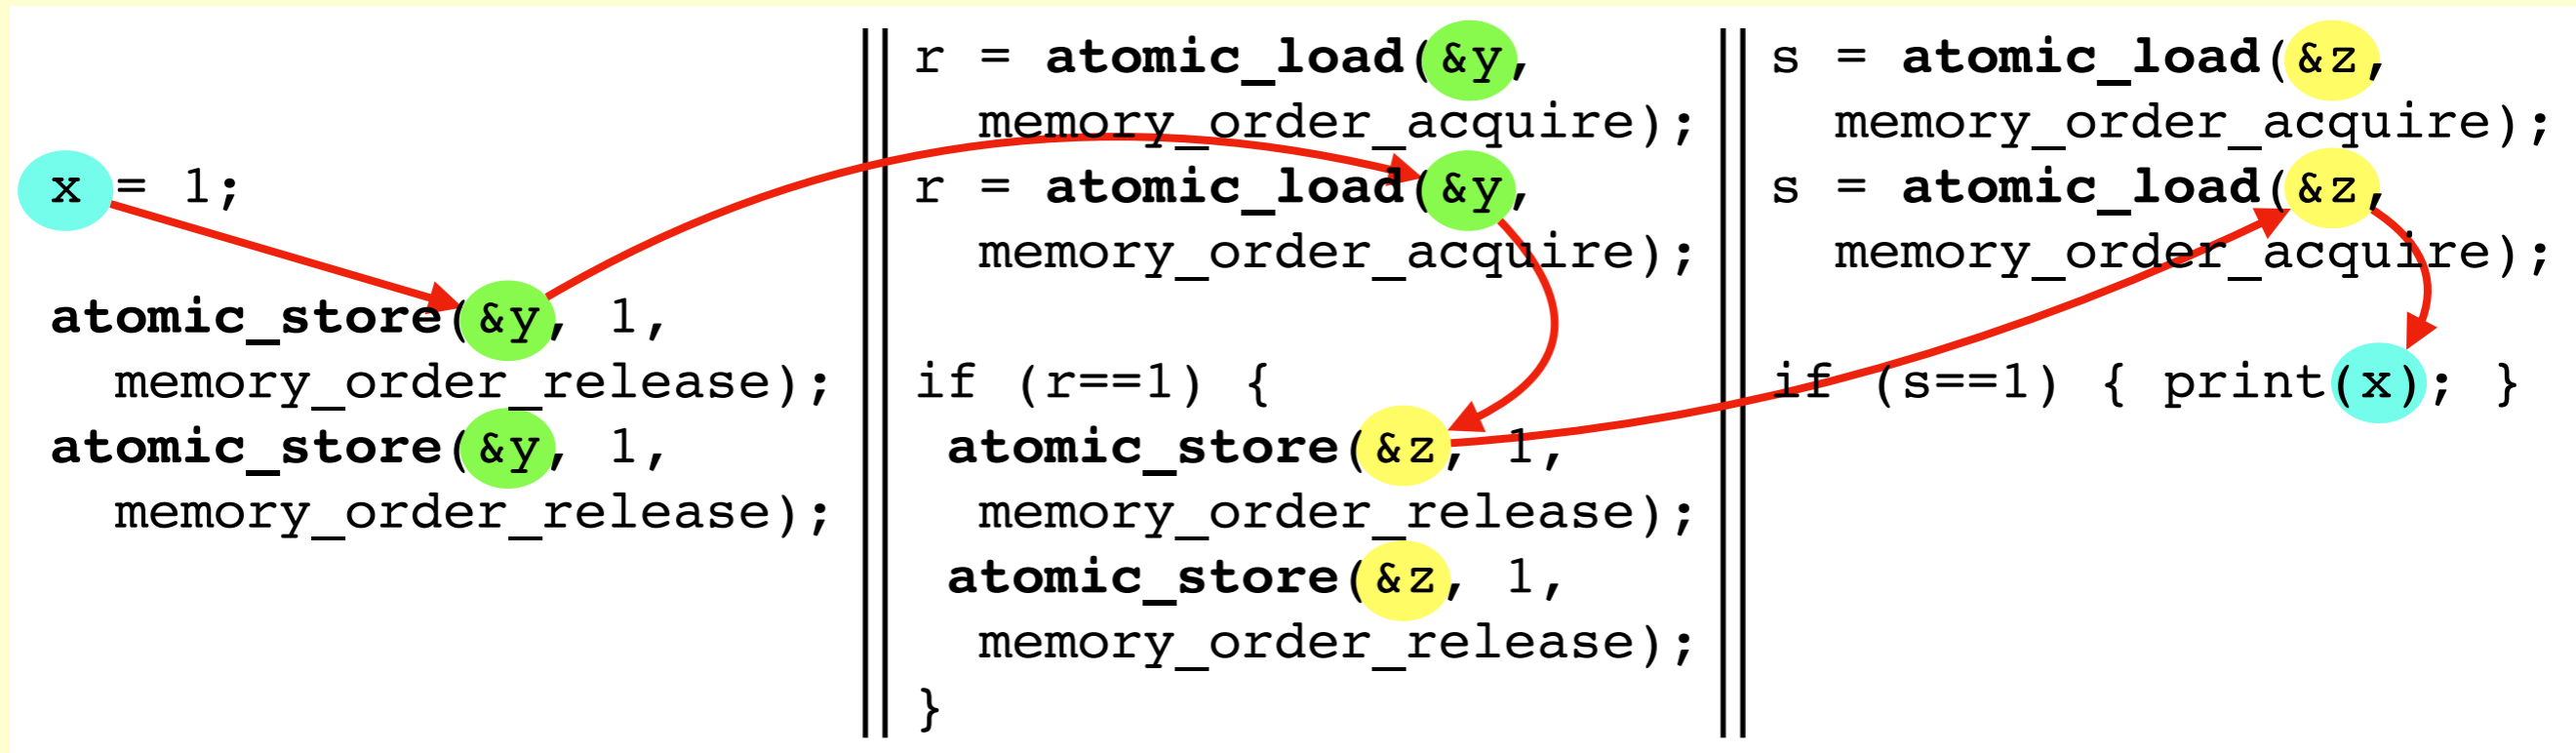 x = 1;
atomic_store(&y, 1,
memory_order_release);
atomic_store(&y, 1,
memory_order_release);
r = atomic_load(&y,
memory_order_acquire);
r = atomic_load(&y,
memory_order_acquire);
if (r==1) {
atomic_store(&z, 1,
memory_order_release);
atomic_store(&z, 1,
memory_order_release);
}
s = atomic_load(&z,
memory_order_acquire);
s = atomic_load(&z,
memory_order_acquire);
if (s==1) { print(x); }